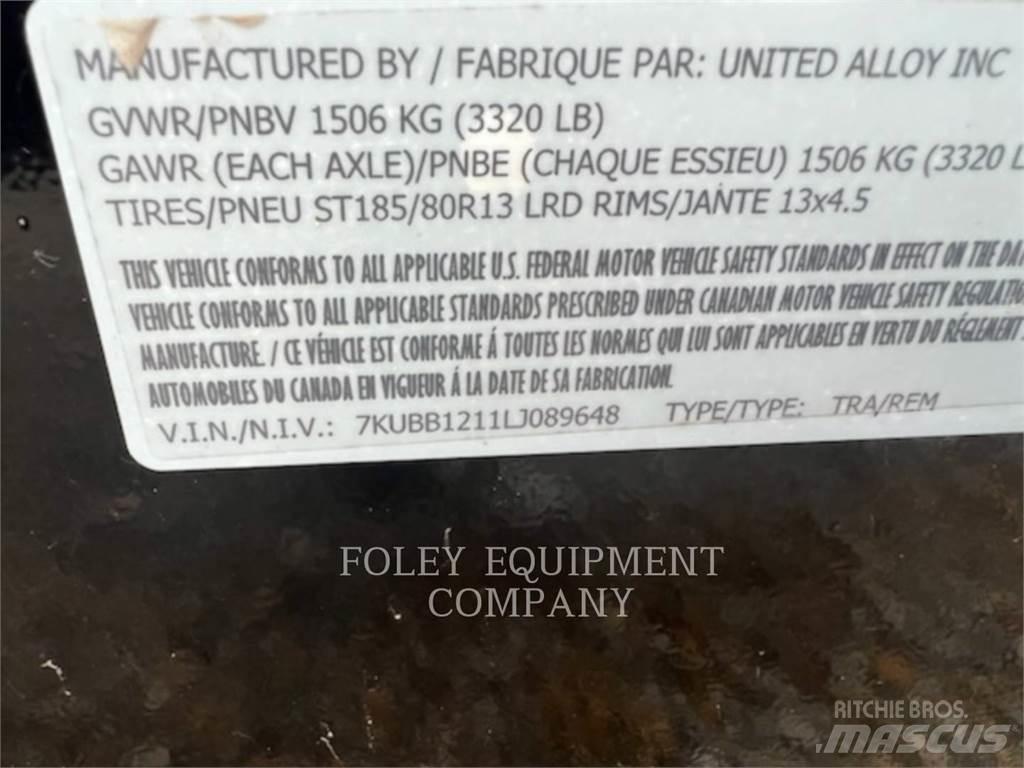 MANUFACTURED BY / FABRIQUE PAR: UNITED ALLOY INC
GVWR/PNBV 1506 KG (3320 LB)
GAWR (EACH AXLE)/PNBE (CHAQUE ESSIEU) 1506 KG (3320 L
TIRES/PNEU ST185/80R13 LRD RIMS/JANTE 13x4.5
THIS VEHICLE CONFORMS TO ALL APPLICABLE U.S. FEDERAL MOTOR VEHICLE SAFETY STANDARDS IN EFFECT ON THE DA
VEHICLE CONFORMS TO ALL APPLICABLE STANDARDS PRESCRIBED UNDER CANADIAN MOTOR VEHICLE SAFETY REGULATIO
MANUFACTURE. / CE VÉHICLE EST CONFORME Á TOUTES LES NORMES QUI LUI SONT APPLICABLES EN VERTU DU RÉGLEMENT
AUTOMOBILES DU CANADA EN VIGUEUR Á LA DATE DE SA FABRICATION.
V.I.N./N.I.V.: 7KUBB1211LJ089648 TYPE/TYPE: TRA/REM
FOLEY EQUIPMENT
COMPANY
RITCHIE BROS.
MASCUS